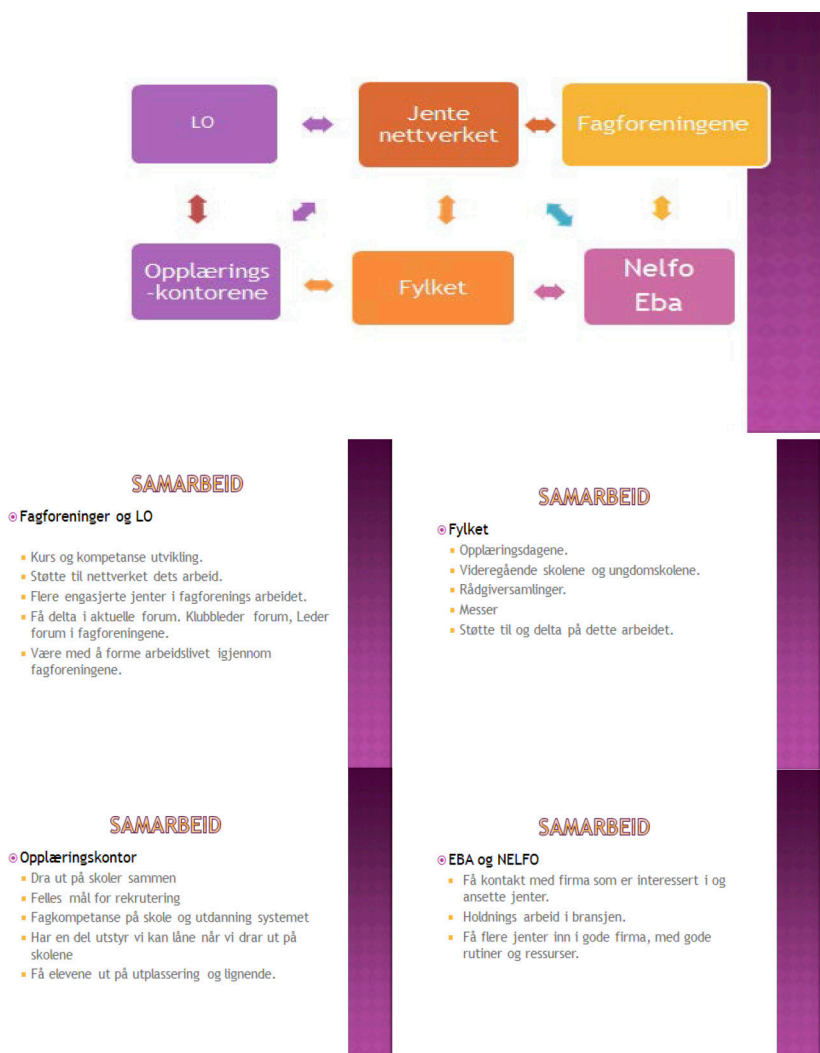 LO
Jente
nettverket
Fagforeningene
Opplærings
-kontorene
Fylket
Nelfo
Eba
SAMARBEID
Fagforeninger og LO
Kurs og kompetanse utvikling.
Støtte til nettverket dets arbeid.
Flere engasjerte jenter i fagforenings arbeidet.
Få delta i aktuelle forum. Klubbleder forum, Leder
forum i fagforeningene.
Være med å forme arbeidslivet igjennom
fagforeningene.
SAMARBEID
Fylket
Opplæringsdagene.
Videregående skolene og ungdomskolene.
Rådgiversamlinger.
Messer
Støtte til og delta på dette arbeidet.
SAMARBEID
Opplæringskontor
Dra ut på skoler sammen
Felles mål for rekrutering
Fagkompetanse på skole og utdanning systemet
Har en del utstyr vi kan låne når vi drar ut på
skolene
Få elevene ut på utplassering og lignende.
SAMARBEID
EBA og NELFO
Få kontakt med firma som er interessert i og
ansette jenter.
Holdnings arbeid i bransjen.
Få flere jenter inn i gode firma, med gode
rutiner og ressurser.